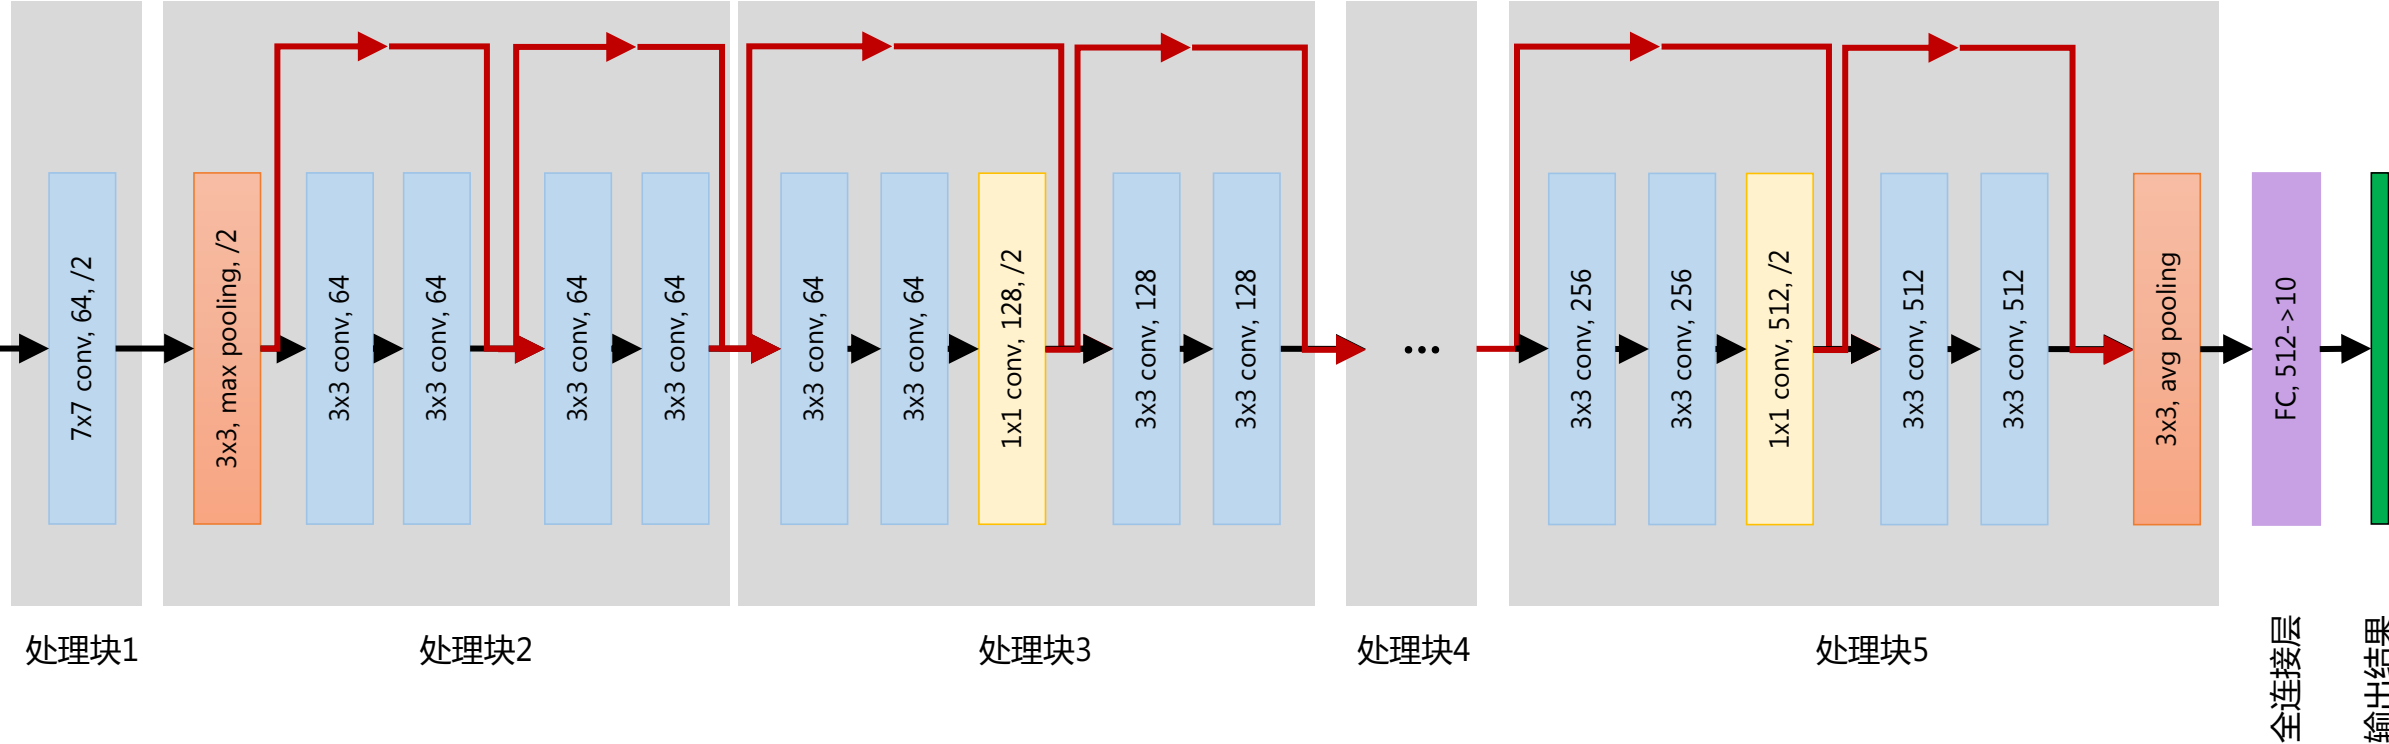 7x7 conv, 64, /2
3x3, max pooling, /2
3x3 conv, 64
3x3 conv, 64
3x3 conv, 64
3x3 conv, 64
3x3 conv, 64
3x3 conv, 64
1x1 conv, 128, /2
3x3 conv, 128
3x3 conv, 128
...
3x3 conv, 256
3x3 conv, 256
1x1 conv, 512, /2
3x3 conv, 512
3x3 conv, 512
3x3, avg pooling
FC, 512->10
处理块1
处理块2
处理块3
处理块4
处理块5
全连接层
输出结果